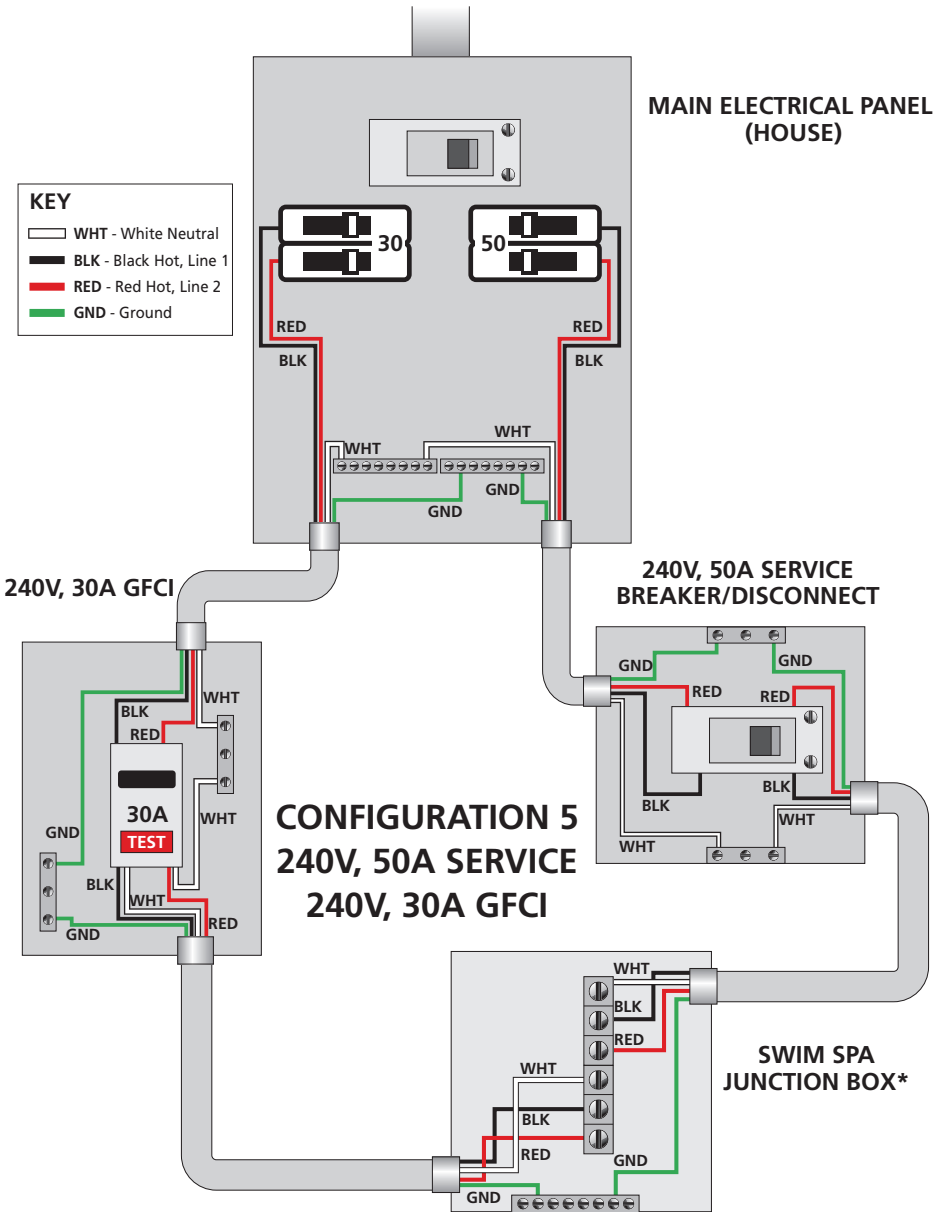 MAIN ELECTRICAL PANEL
(HOUSE)
KEY
WHT - White Neutral
BLK - Black Hot, Line 1
RED - Red Hot, Line 2
GND - Ground
30
50
RED
BLK
RED
BLK
WHT
WHT
GND
GND
240V, 30A GFCI
240V, 50A SERVICE
BREAKER/DISCONNECT
WHT
BLK
RED
30A
TEST
WHT
GND
BLK
WHT
RED
GND
GND
GND
RED
RED
BLK
BLK
WHT
WHT
CONFIGURATION 5
240V, 50A SERVICE
240V, 30A GFCI
WHT
BLK
RED
WHT
BLK
RED
GND
GND
SWIM SPA
JUNCTION BOX*